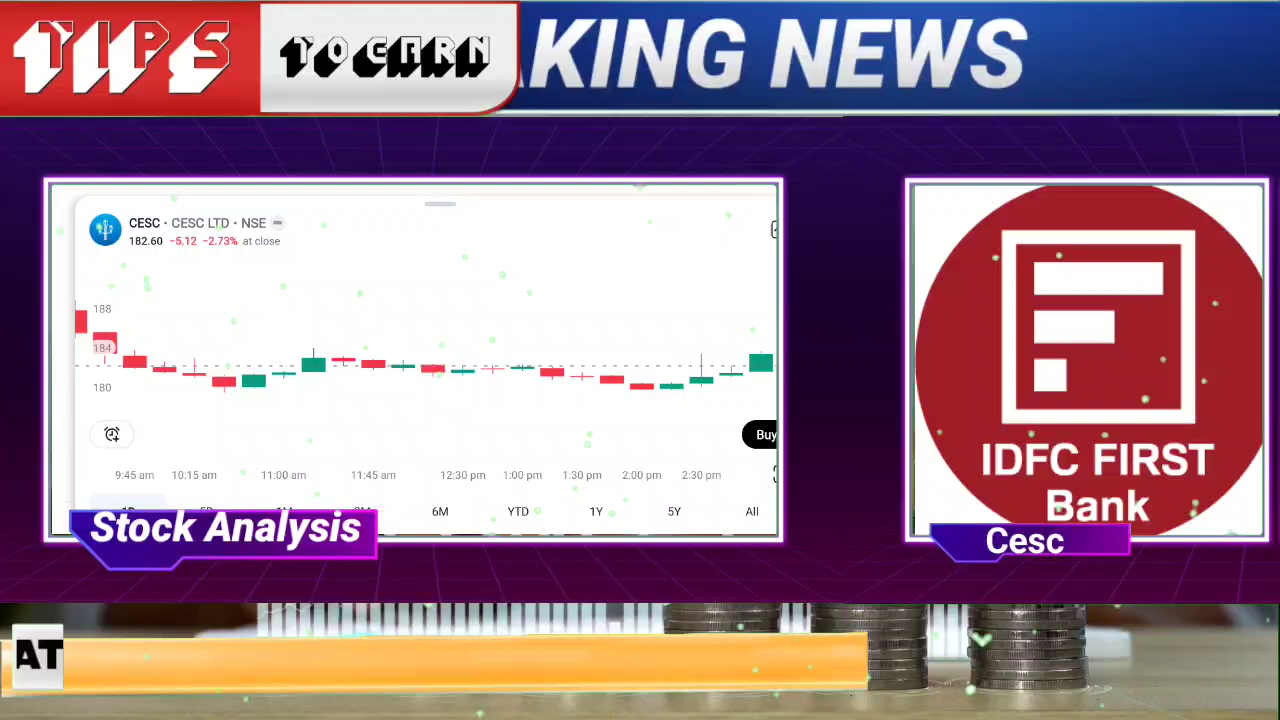 TIPS
TO EARN
KING NEWS
CESC · CESC LTD · NSE
182.60 −5.12 −2.73% at close
188
184
180
Buy
9:45 am 10:15 am 11:00 am 11:45 am 12:30 pm 1:00 pm 1:30 pm 2:00 pm 2:30 pm
6M YTD 1Y 5Y All
Stock Analysis
IDFC FIRST
Bank
Cesc
AT